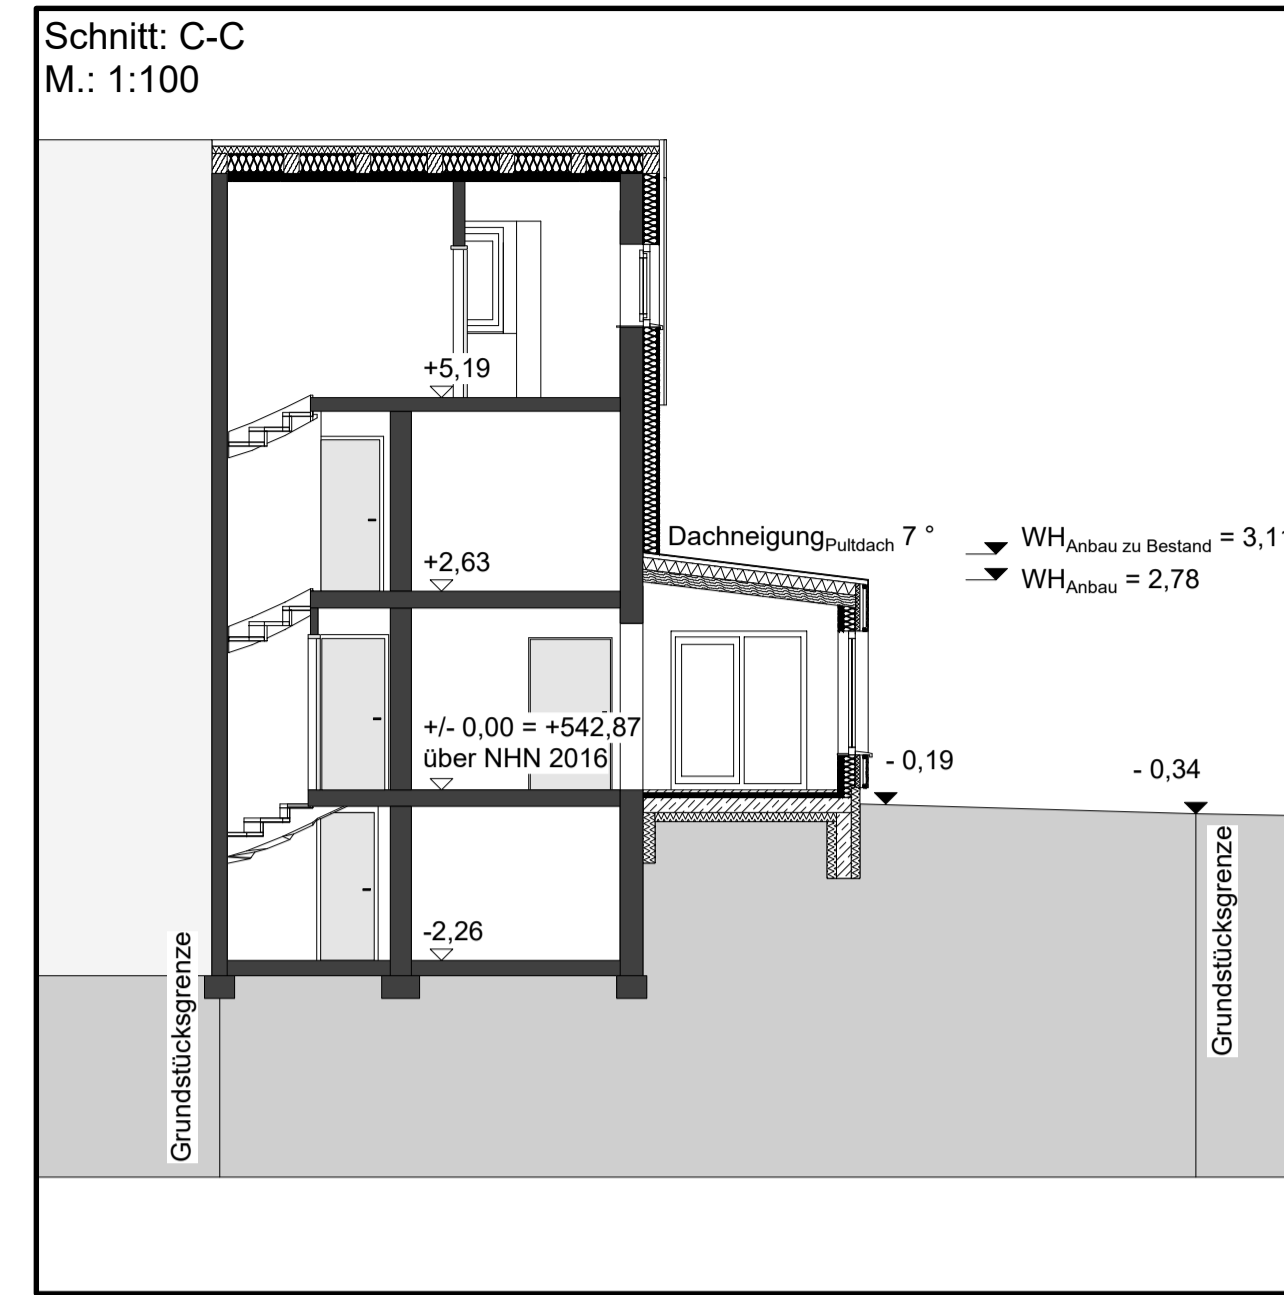 Schnitt: C-C
M.: 1:100
+5,19
Dachneigung Pultdach 7 °
WH Anbau zu Bestand = 3,11
WH Anbau = 2,78
+2,63
+/- 0,00 = +542,87
über NHN 2016
- 0,19
- 0,34
-2,26
Grundstücksgrenze
Grundstücksgrenze